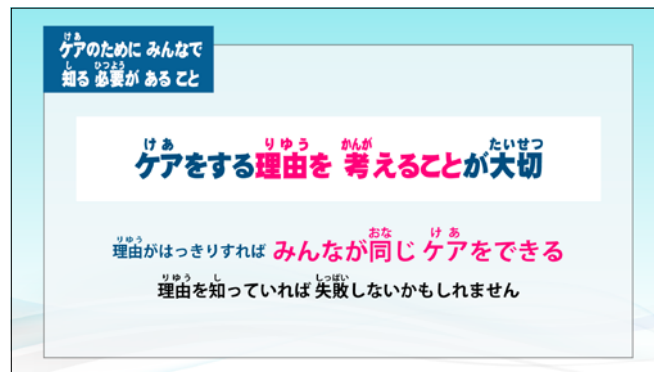 ケアのために みんなで
知る 必要が ある こと
ケアをする理由を 考えることが大切
理由がはっきりすれば みんなが同じ ケアをできる
理由を知っていれば 失敗しないかもしれません